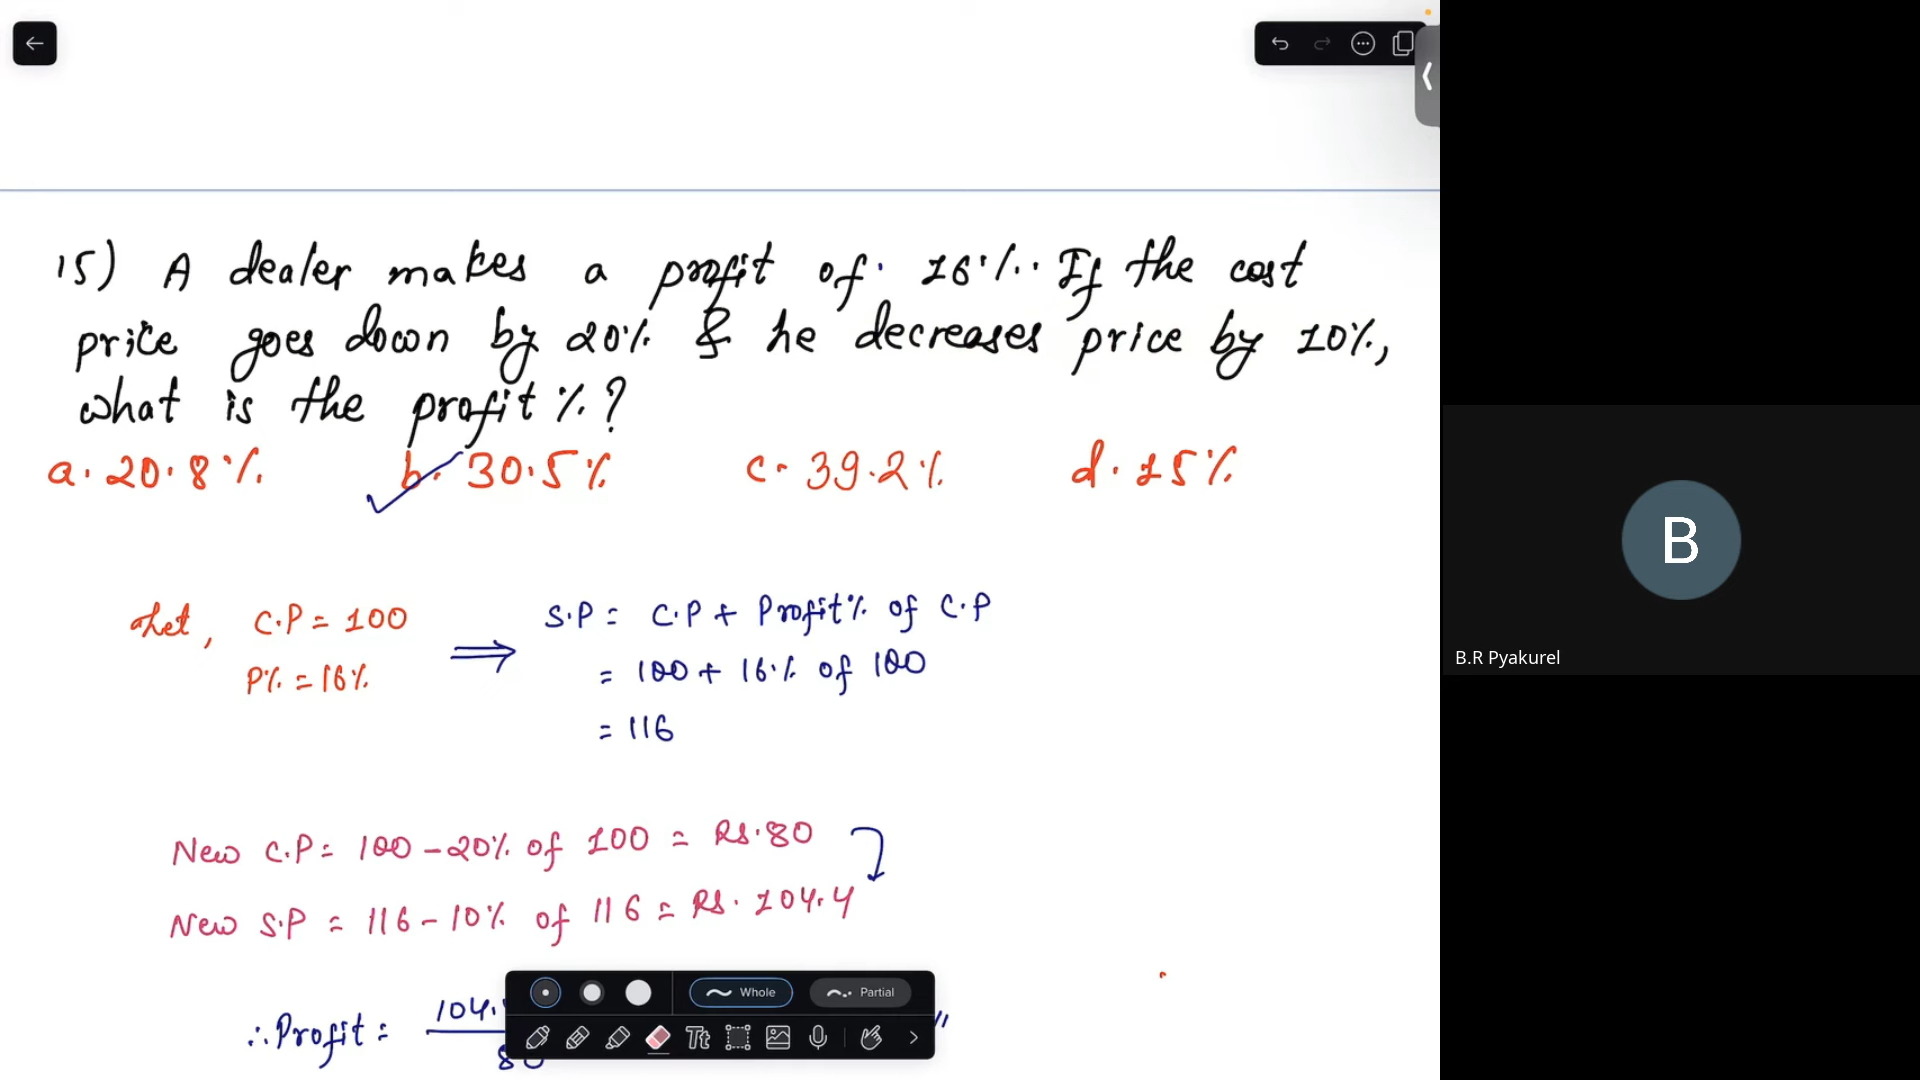 15) A dealer makes a profit of 16%. If the cost
price goes down by 20% & he decreases price by 10%,
what is the profit %?
a. 20.8% b. 30.5% c. 39.2% d. 15%
Let, C.P = 100
P% = 16%
S.P = C.P + Profit% of C.P
= 100 + 16% of 100
= 116
New C.P = 100 - 20% of 100 = Rs. 80
New S.P = 116 - 10% of 116 = Rs. 104.4
∴ Profit = 104.
80
Whole Partial
Tt
B
B.R Pyakurel